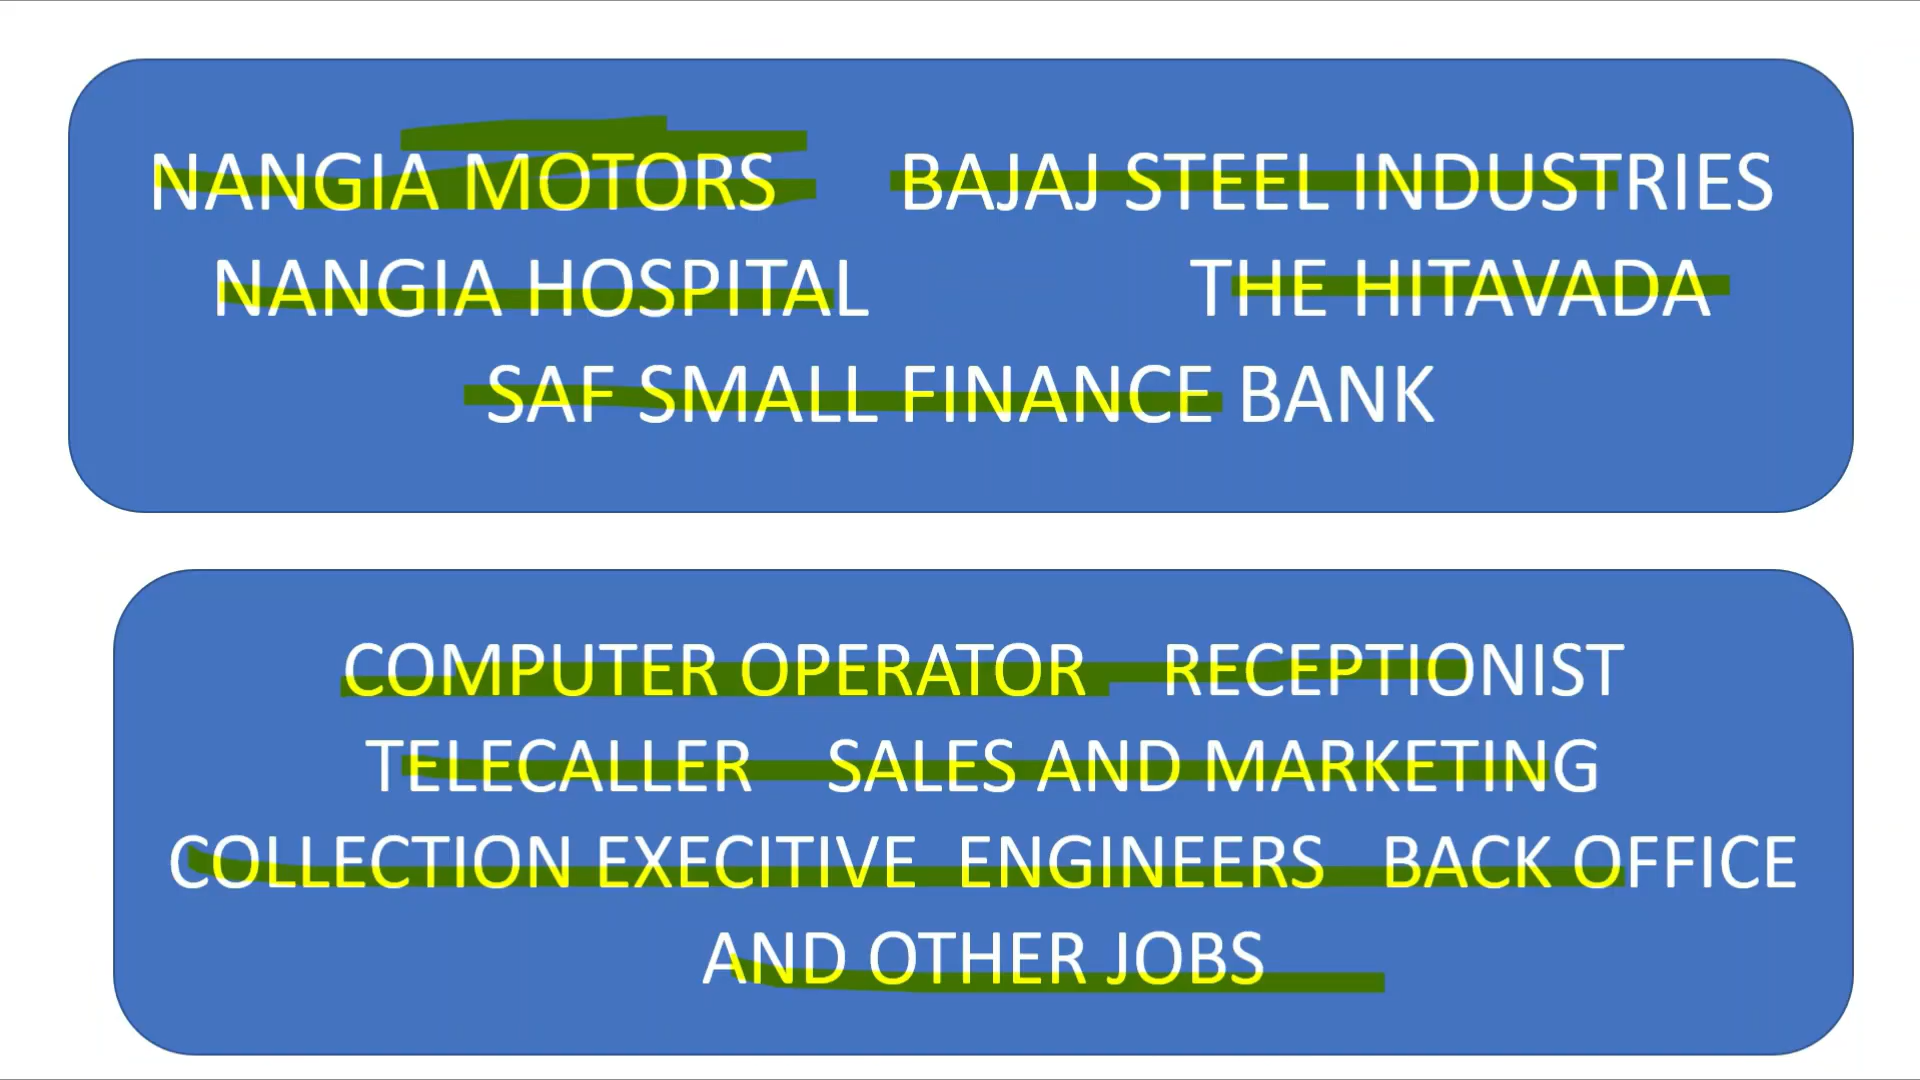 NANGIA MOTORS BAJAJ STEEL INDUSTRIES
NANGIA HOSPITAL THE HITAVADA
SAF SMALL FINANCE BANK
COMPUTER OPERATOR RECEPTIONIST
TELECALLER SALES AND MARKETING
COLLECTION EXECITIVE ENGINEERS BACK OFFICE
AND OTHER JOBS